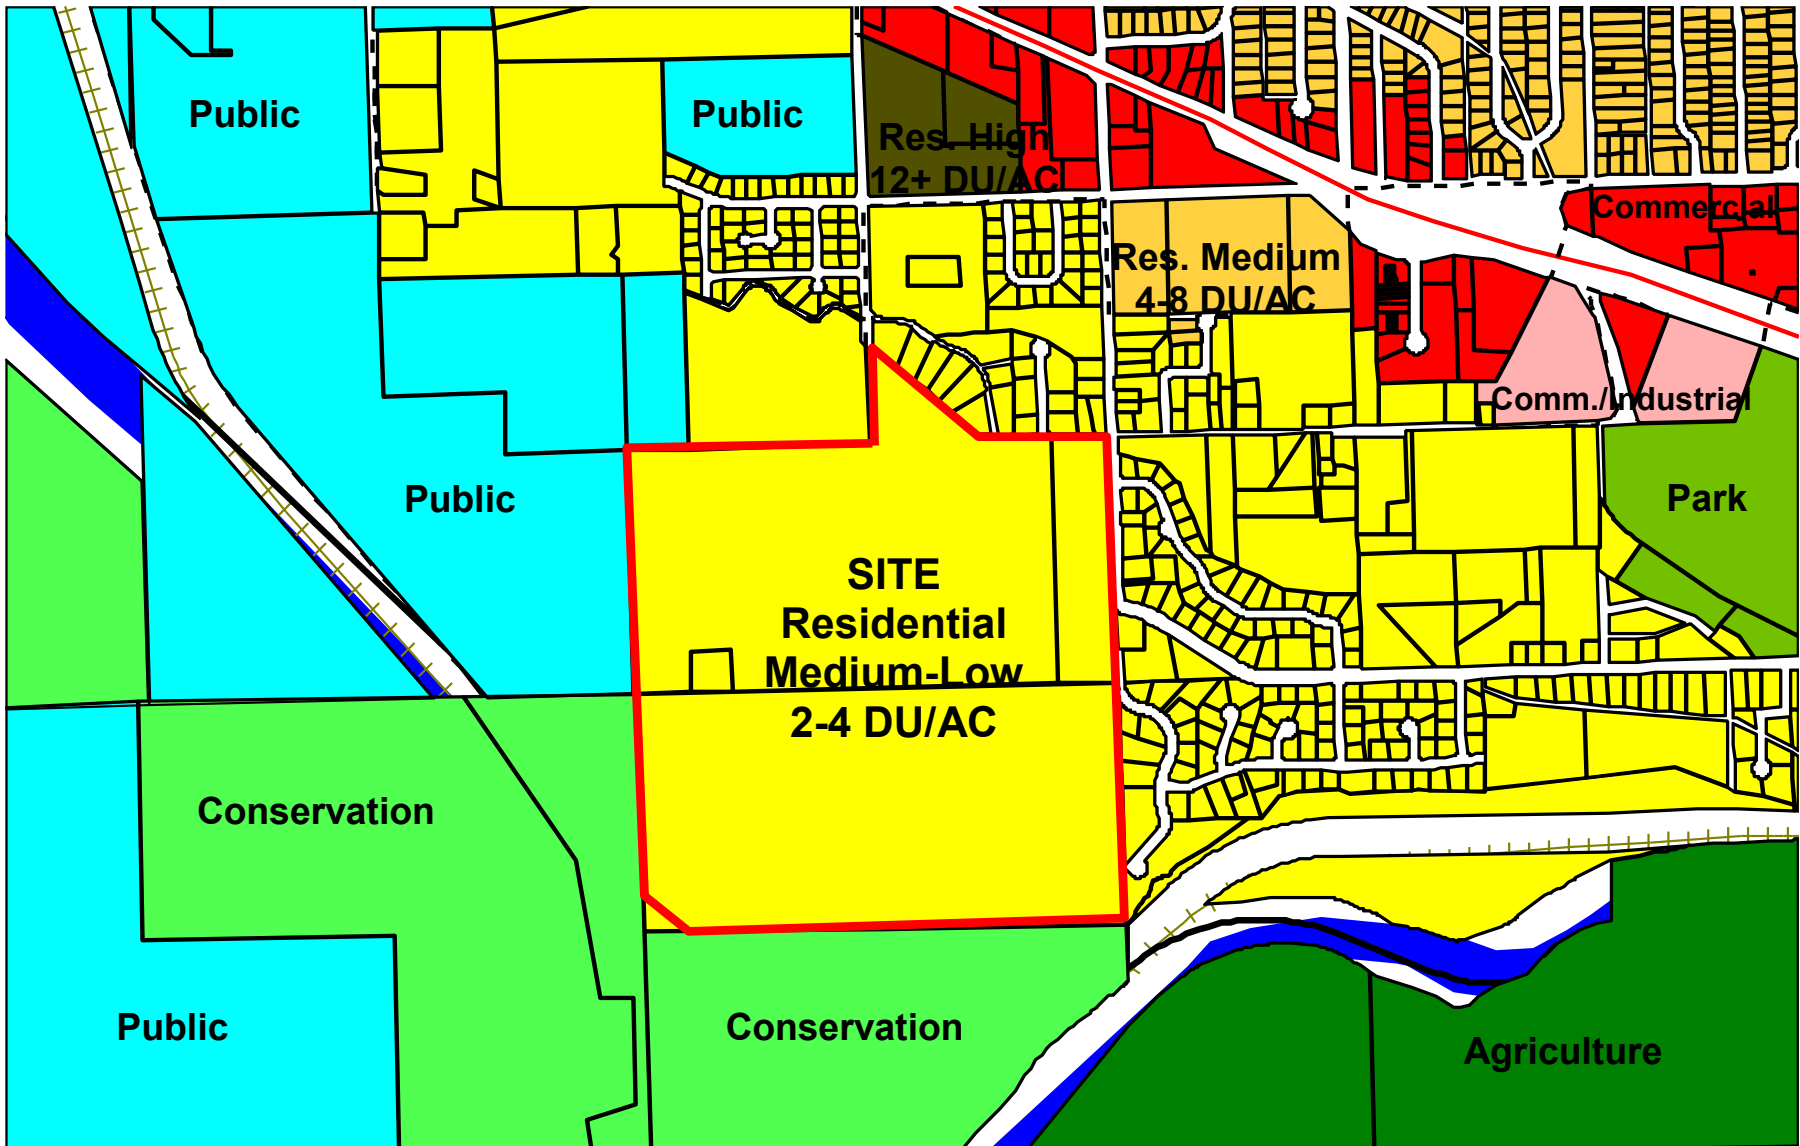 Public
Public
Res. High
12+ DU/AC
Commercial
Res. Medium
4-8 DU/AC
Comm./Industrial
Public
Park
SITE
Residential
Medium-Low
2-4 DU/AC
Conservation
Public
Conservation
Agriculture